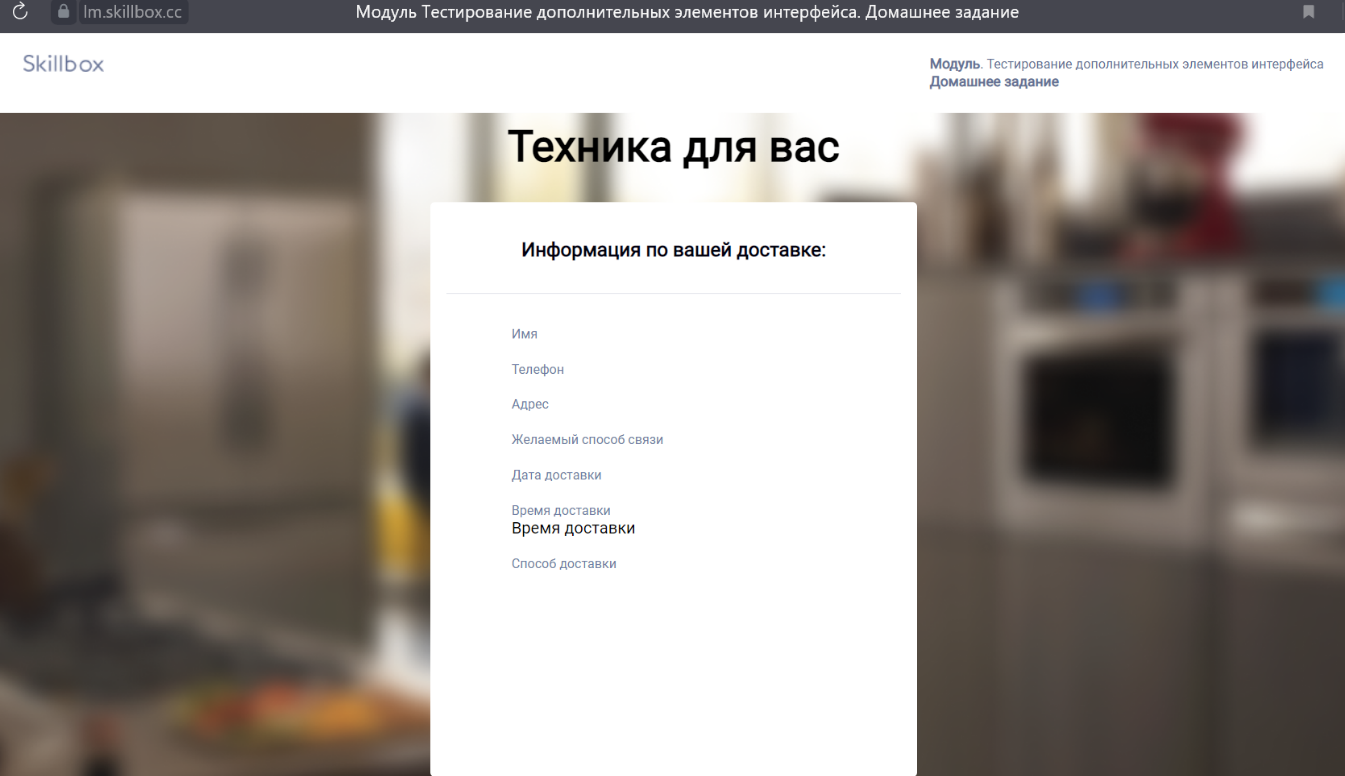 lm.skillbox.cc
Модуль Тестирование дополнительных элементов интерфейса. Домашнее задание
Skillbox
Модуль. Тестирование дополнительных элементов интерфейса
Домашнее задание
Техника для вас
Информация по вашей доставке:
Имя
Телефон
Адрес
Желаемый способ связи
Дата доставки
Время доставки
Время доставки
Способ доставки